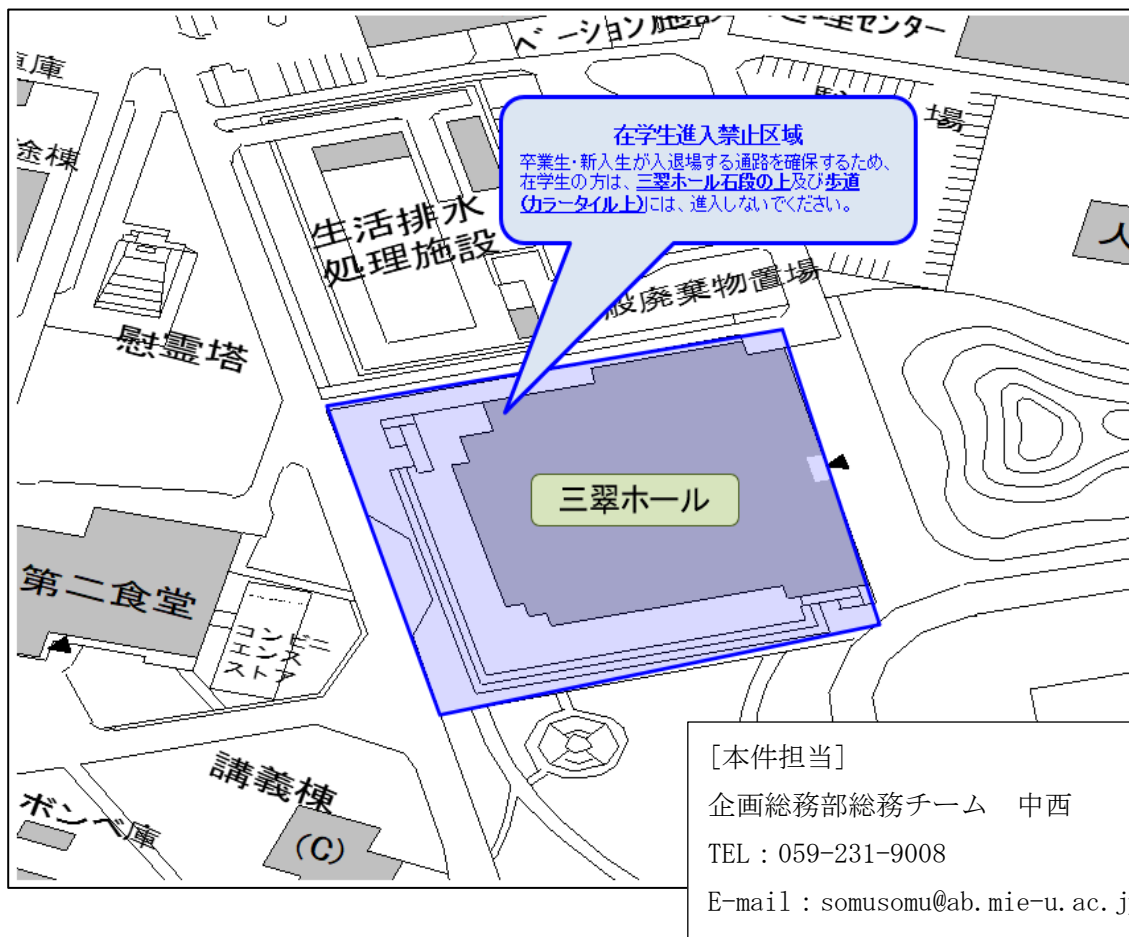 ベーションル施設
理センター
車庫
途棟
場
在学生進入禁止区域
卒業生・新入生が入退場する通路を確保するため、
在学生の方は、三翠ホール石段の上及び歩道
(カラータイル上)には、進入しないでください。
生活排水
処理施設
人
般廃棄物置場
慰霊塔
三翠ホール
第二食堂
コンビニ
エンス
ストア
講義棟
(C)
ボンベ庫
[本件担当]
企画総務部総務チーム　中西
TEL：059-231-9008
E-mail：somusomu@ab.mie-u.ac.j